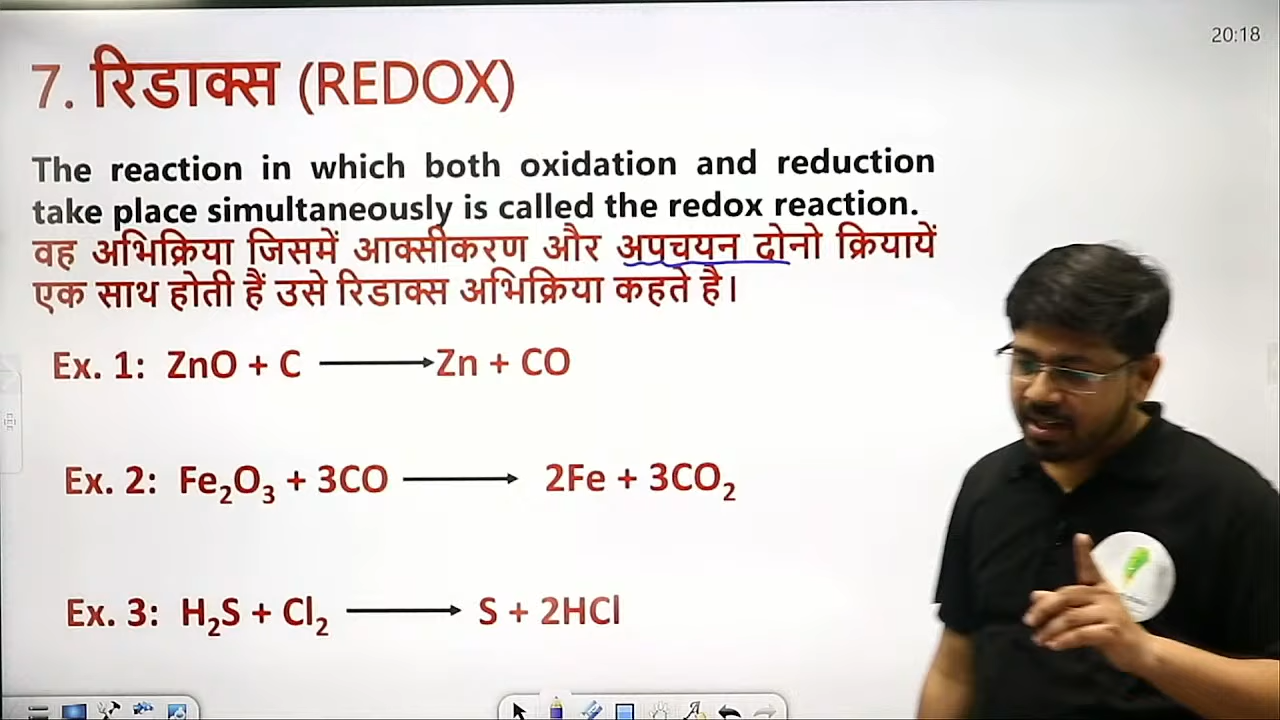 20:18
7. रिडाक्स (REDOX)
The reaction in which both oxidation and reduction
take place simultaneously is called the redox reaction.
वह अभिक्रिया जिसमें आक्सीकरण और अपचयन दोनो क्रियायें
एक साथ होती हैं उसे रिडाक्स अभिक्रिया कहते है।
Ex. 1: ZnO + C ⟶ Zn + CO
Ex. 2: Fe₂O₃ + 3CO ⟶ 2Fe + 3CO₂
Ex. 3: H₂S + Cl₂ ⟶ S + 2HCl